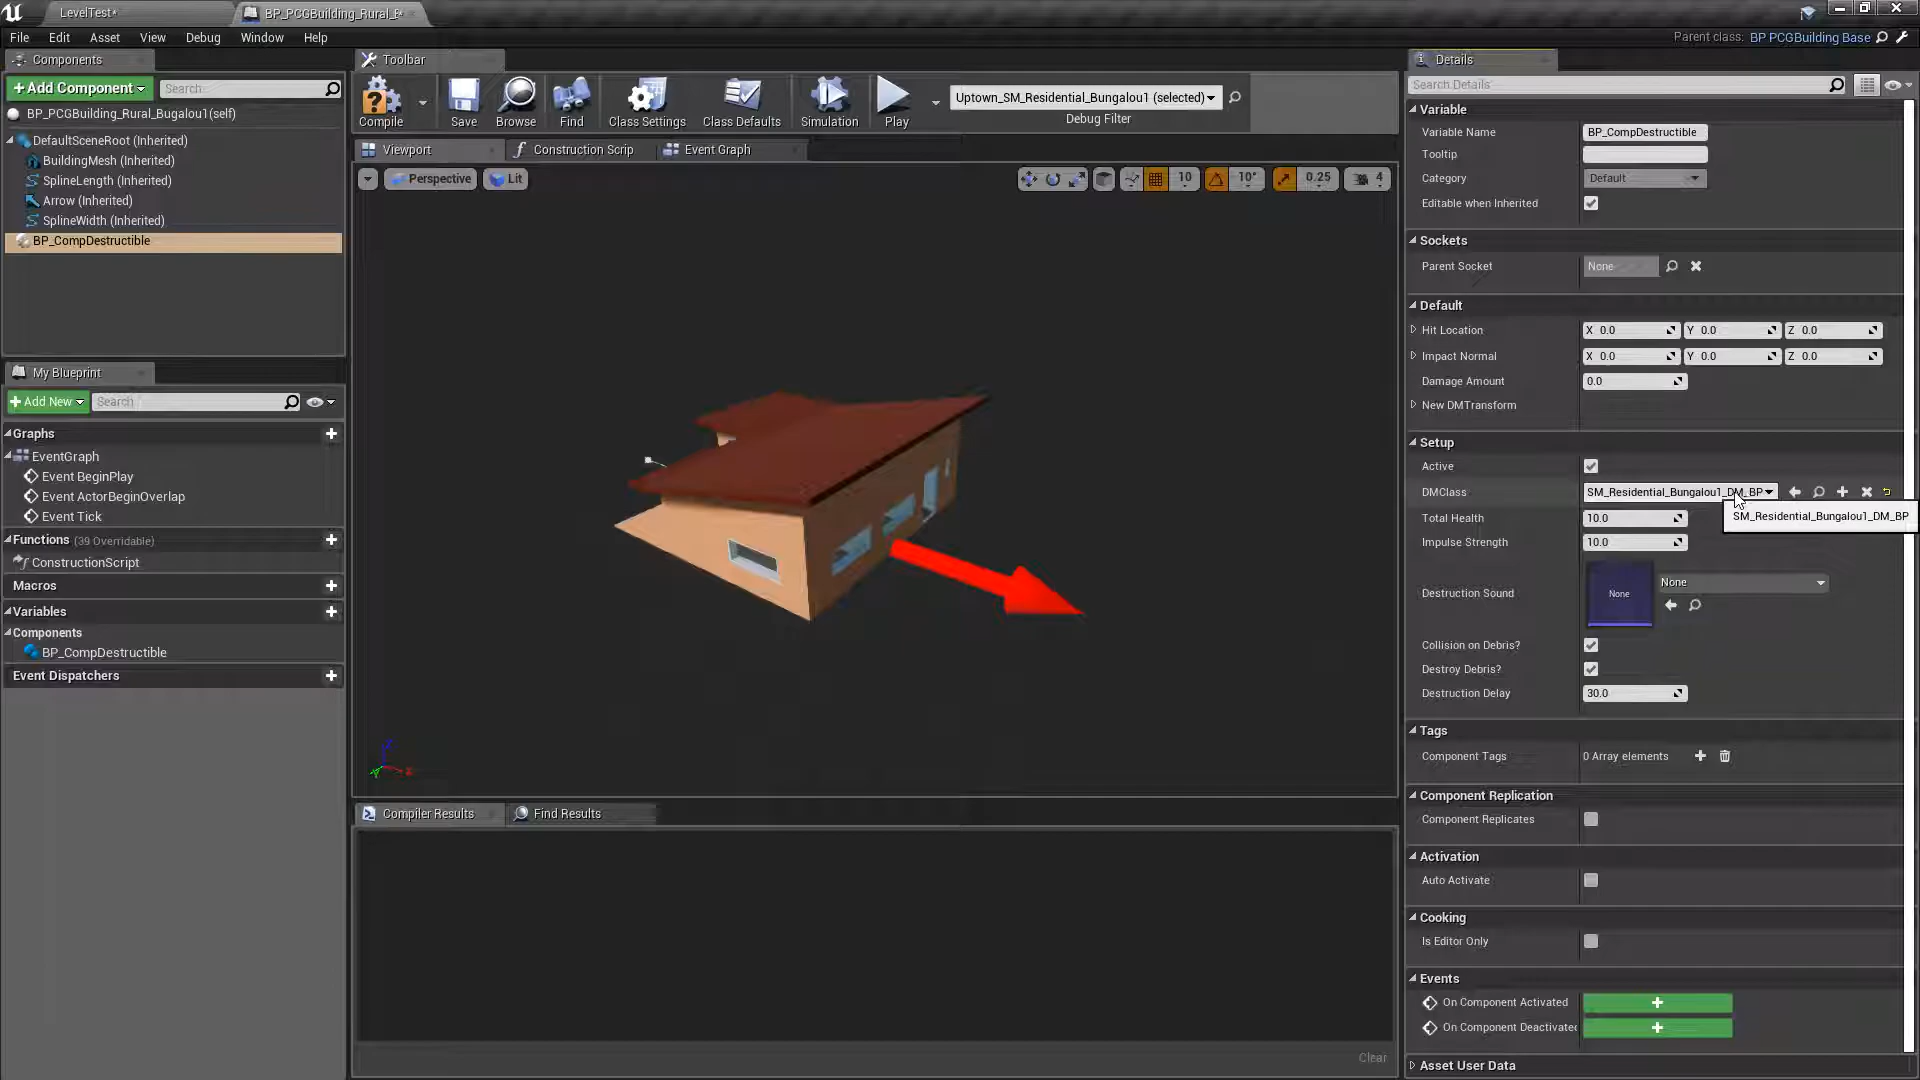 LevelTest*
BP_PCGBuilding_Rural_B*
File Edit Asset View Debug Window Help
Parent class: BP PCGBuilding Base
Components
+Add Component
Search
BP_PCGBuilding_Rural_Bugalou1(self)
DefaultSceneRoot (Inherited)
BuildingMesh (Inherited)
SplineLength (Inherited)
Arrow (Inherited)
SplineWidth (Inherited)
BP_CompDestructible
My Blueprint
+Add New
Search
Graphs
EventGraph
Event BeginPlay
Event ActorBeginOverlap
Event Tick
Functions (39 Overridable)
ConstructionScript
Macros
Variables
Components
BP_CompDestructible
Event Dispatchers
Toolbar
Compile
Save
Browse
Find
Class Settings
Class Defaults
Simulation
Play
Uptown_SM_Residential_Bungalou1 (selected)
Debug Filter
Viewport
Construction Scrip
Event Graph
Perspective
Lit
10
10°
0.25
4
Compiler Results
Find Results
Clear
Details
Search Details
Variable
Variable Name BP_CompDestructible
Tooltip
Category Default
Editable when Inherited
Sockets
Parent Socket None
Default
Hit Location X 0.0 Y 0.0 Z 0.0
Impact Normal X 0.0 Y 0.0 Z 0.0
Damage Amount 0.0
New DMTransform
Setup
Active
DMClass SM_Residential_Bungalou1_DM_BP
SM_Residential_Bungalou1_DM_BP
Total Health 10.0
Impulse Strength 10.0
Destruction Sound None None
Collision on Debris?
Destroy Debris?
Destruction Delay 30.0
Tags
Component Tags 0 Array elements
Component Replication
Component Replicates
Activation
Auto Activate
Cooking
Is Editor Only
Events
On Component Activated
On Component Deactivated
Asset User Data